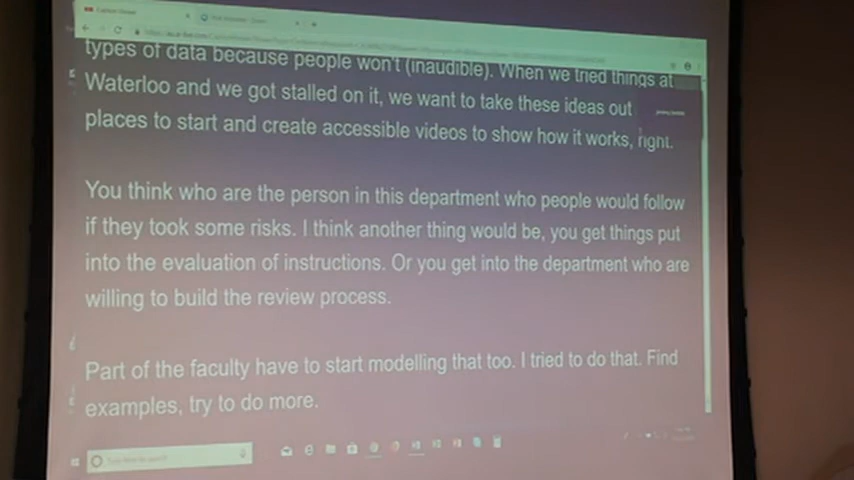 types of data because people won't (inaudible). When we tried things at
Waterloo and we got stalled on it, we want to take these ideas out
places to start and create accessible videos to show how it works, right.
You think who are the person in this department who people would follow
if they took some risks. I think another thing would be, you get things put
into the evaluation of instructions. Or you get into the department who are
willing to build the review process.
Part of the faculty have to start modelling that too. I tried to do that. Find
examples, try to do more.